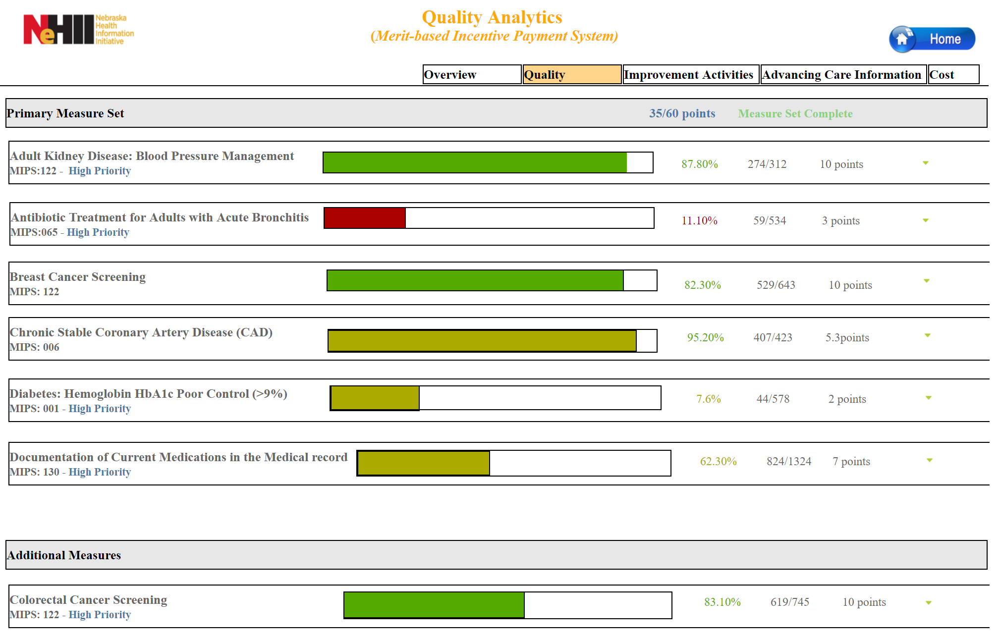 NeHII
Nebraska
Health
Information
Initiative
Quality Analytics
(Merit-based Incentive Payment System)
Home
Overview Quality Improvement Activities Advancing Care Information Cost
Primary Measure Set 35/60 points Measure Set Complete
Adult Kidney Disease: Blood Pressure Management
MIPS:122 - High Priority
87.80% 274/312 10 points
Antibiotic Treatment for Adults with Acute Bronchitis
MIPS:065 - High Priority
11.10% 59/534 3 points
Breast Cancer Screening
MIPS: 122
82.30% 529/643 10 points
Chronic Stable Coronary Artery Disease (CAD)
MIPS: 006
95.20% 407/423 5.3points
Diabetes: Hemoglobin HbA1c Poor Control (>9%)
MIPS: 001 - High Priority
7.6% 44/578 2 points
Documentation of Current Medications in the Medical record
MIPS: 130 - High Priority
62.30% 824/1324 7 points
Additional Measures
Colorectal Cancer Screening
MIPS: 122 - High Priority
83.10% 619/745 10 points